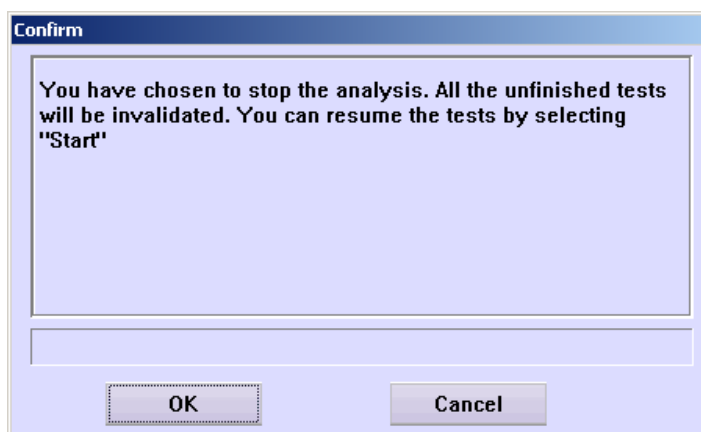 Confirm
You have chosen to stop the analysis. All the unfinished tests
will be invalidated. You can resume the tests by selecting
"Start"
OK
Cancel